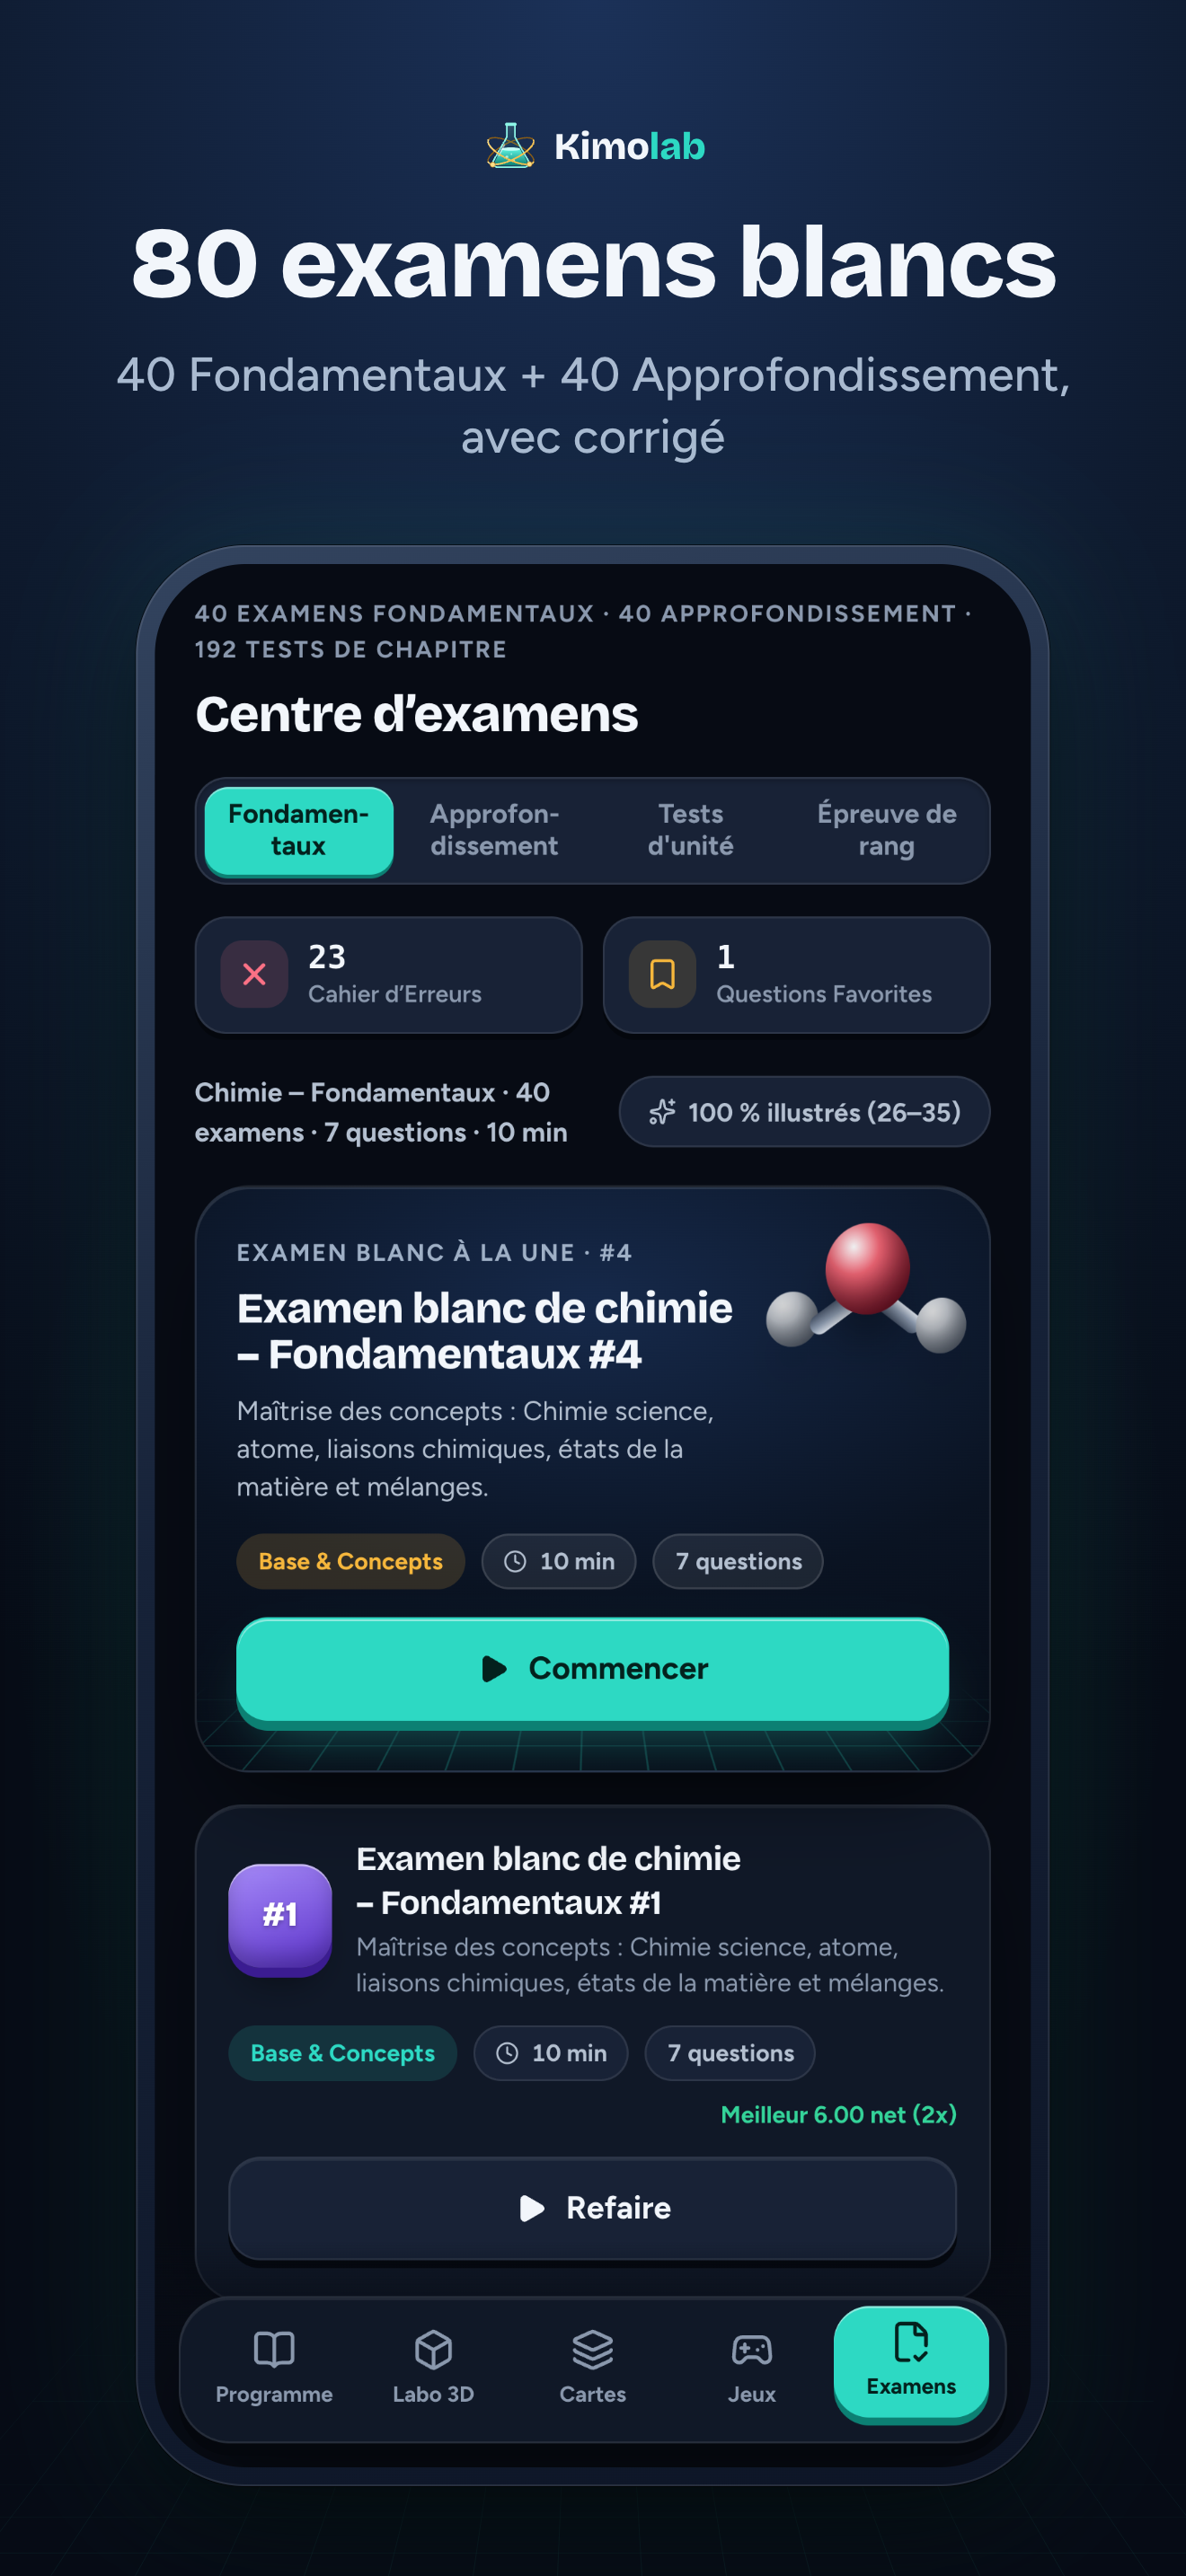 Kimolab
80 examens blancs
40 Fondamentaux + 40 Approfondissement,
avec corrigé
40 EXAMENS FONDAMENTAUX · 40 APPROFONDISSEMENT ·
192 TESTS DE CHAPITRE
Centre d’examens
Fondamen-
taux
Approfon-
dissement
Tests
d'unité
Épreuve de
rang
23
Cahier d’Erreurs
1
Questions Favorites
Chimie – Fondamentaux · 40
examens · 7 questions · 10 min
100 % illustrés (26–35)
EXAMEN BLANC À LA UNE · #4
Examen blanc de chimie
– Fondamentaux #4
Maîtrise des concepts : Chimie science,
atome, liaisons chimiques, états de la
matière et mélanges.
Base & Concepts
10 min
7 questions
Commencer
#1
Examen blanc de chimie
– Fondamentaux #1
Maîtrise des concepts : Chimie science, atome,
liaisons chimiques, états de la matière et mélanges.
Base & Concepts
10 min
7 questions
Meilleur 6.00 net (2x)
Refaire
Programme
Labo 3D
Cartes
Jeux
Examens